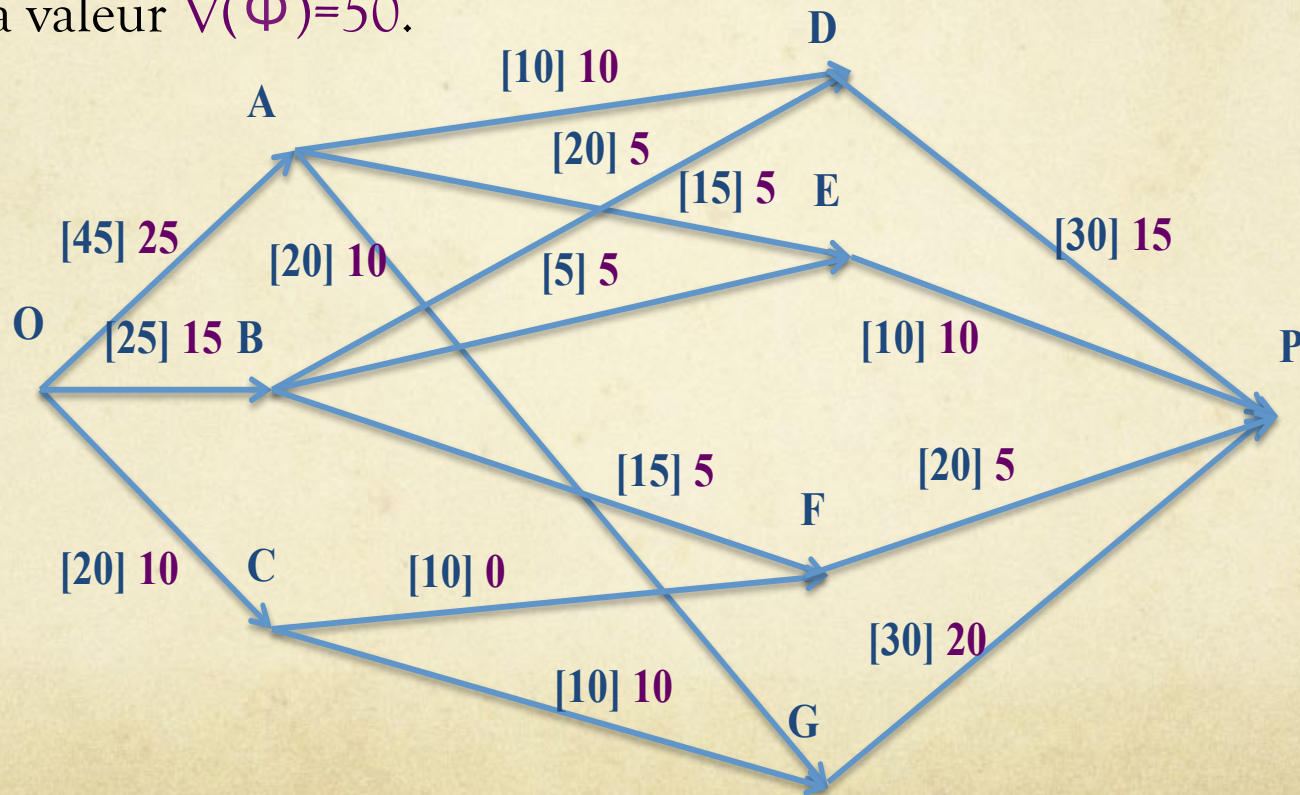 a valeur V(Φ)=50.
D
[10] 10
A
[20] 5
[15] 5 E
[45] 25
[20] 10
[30] 15
[5] 5
O
[25] 15 B
[10] 10
P
[15] 5
[20] 5
F
[20] 10
C
[10] 0
[30] 20
[10] 10
G